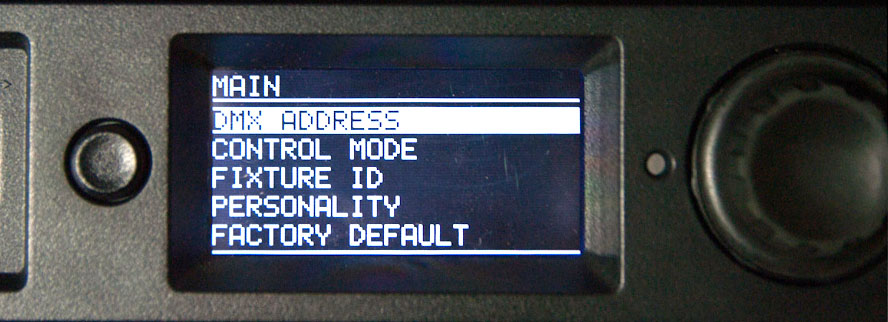 MAIN
DMX ADDRESS
CONTROL MODE
FIXTURE ID
PERSONALITY
FACTORY DEFAULT